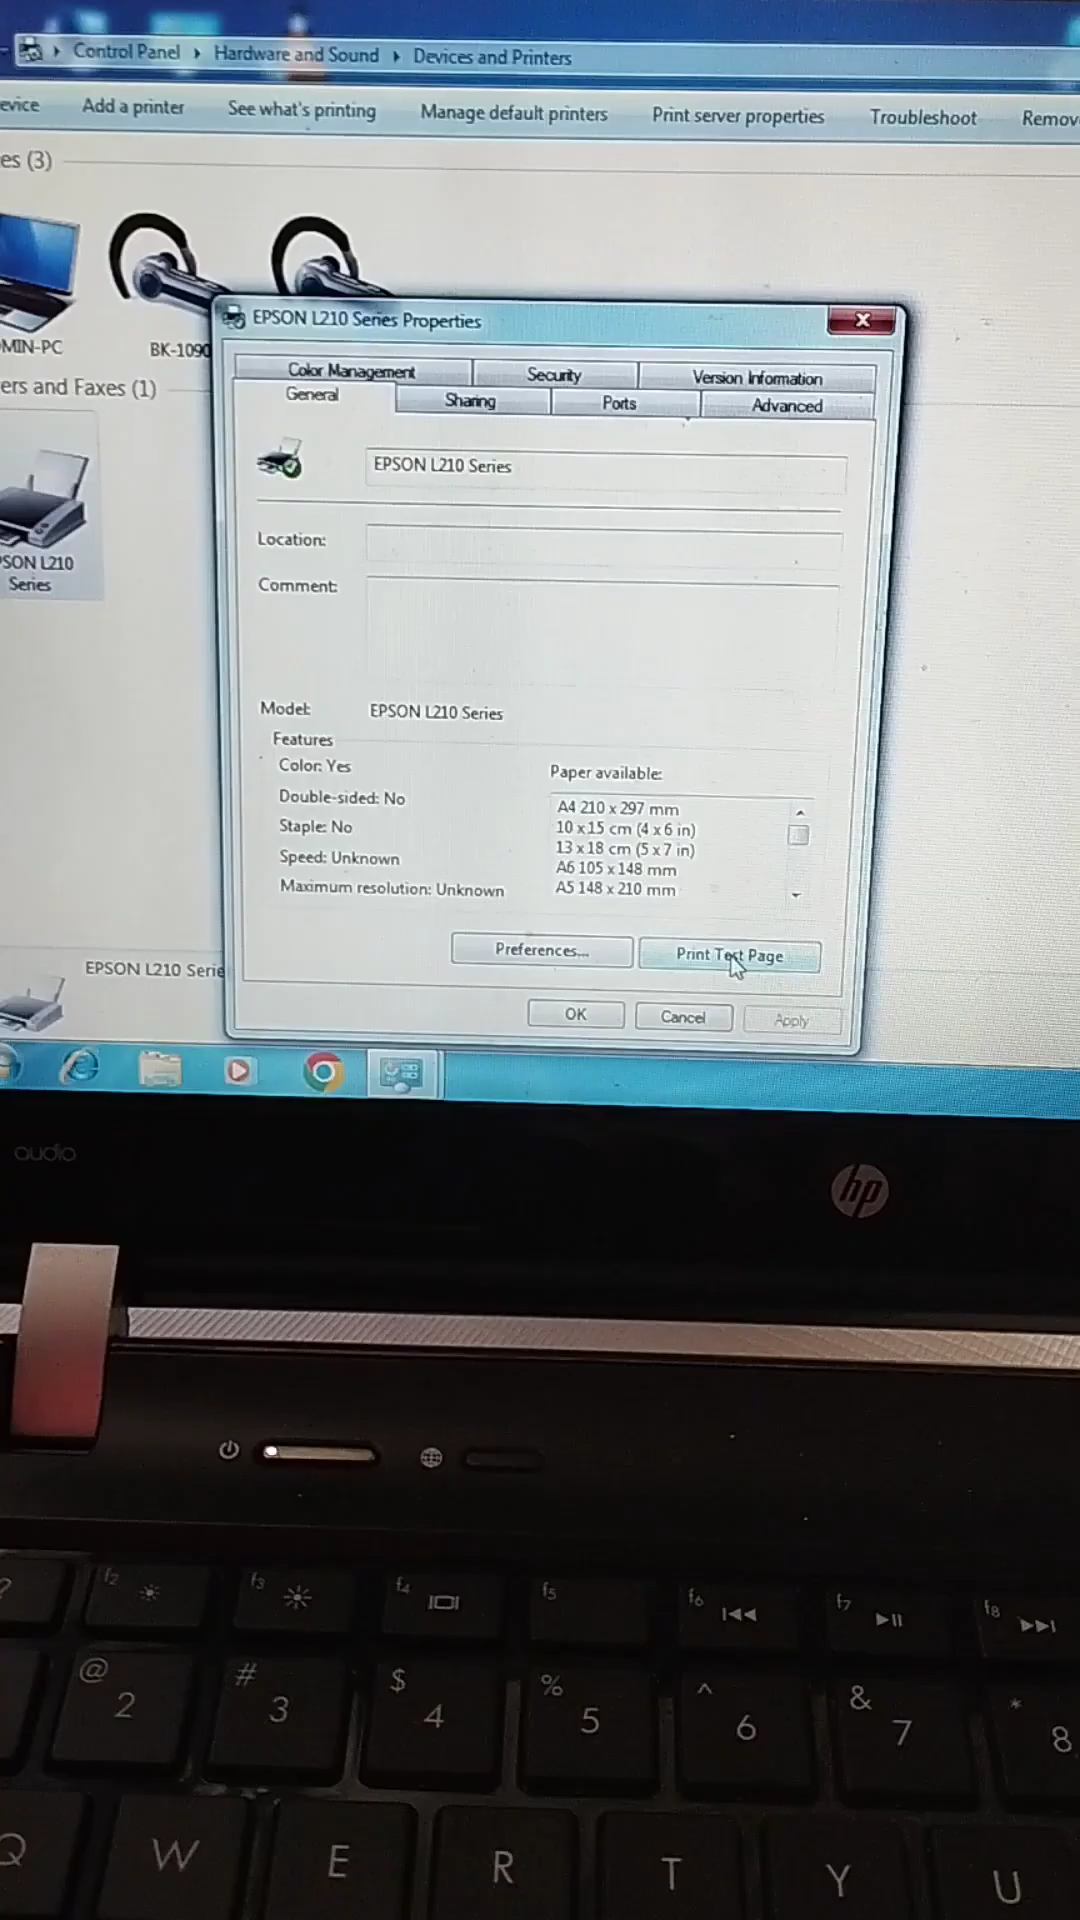 Control Panel
Hardware and Sound
Devices and Printers
evice
Add a printer
See what's printing
Manage default printers
Print server properties
Troubleshoot
Remov
es (3)
MIN-PC
BK-1090
ers and Faxes (1)
SON L210
Series
EPSON L210 Series Properties
Color Management
Security
Version Information
General
Sharing
Ports
Advanced
EPSON L210 Series
Location:
Comment:
Model:
EPSON L210 Series
Features
Color: Yes
Double-sided: No
Staple: No
Speed: Unknown
Maximum resolution: Unknown
Paper available:
A4 210 x 297 mm
10 x 15 cm (4 x 6 in)
13 x 18 cm (5 x 7 in)
A6 105 x 148 mm
A5 148 x 210 mm
Preferences...
Print Test Page
OK
Cancel
Apply
EPSON L210 Serie
audio
hp
?
f2
f3
f4
f5
f6
f7
f8
@
2
#
3
$
4
%
5
^
6
&
7
*
8
Q
W
E
R
T
Y
U